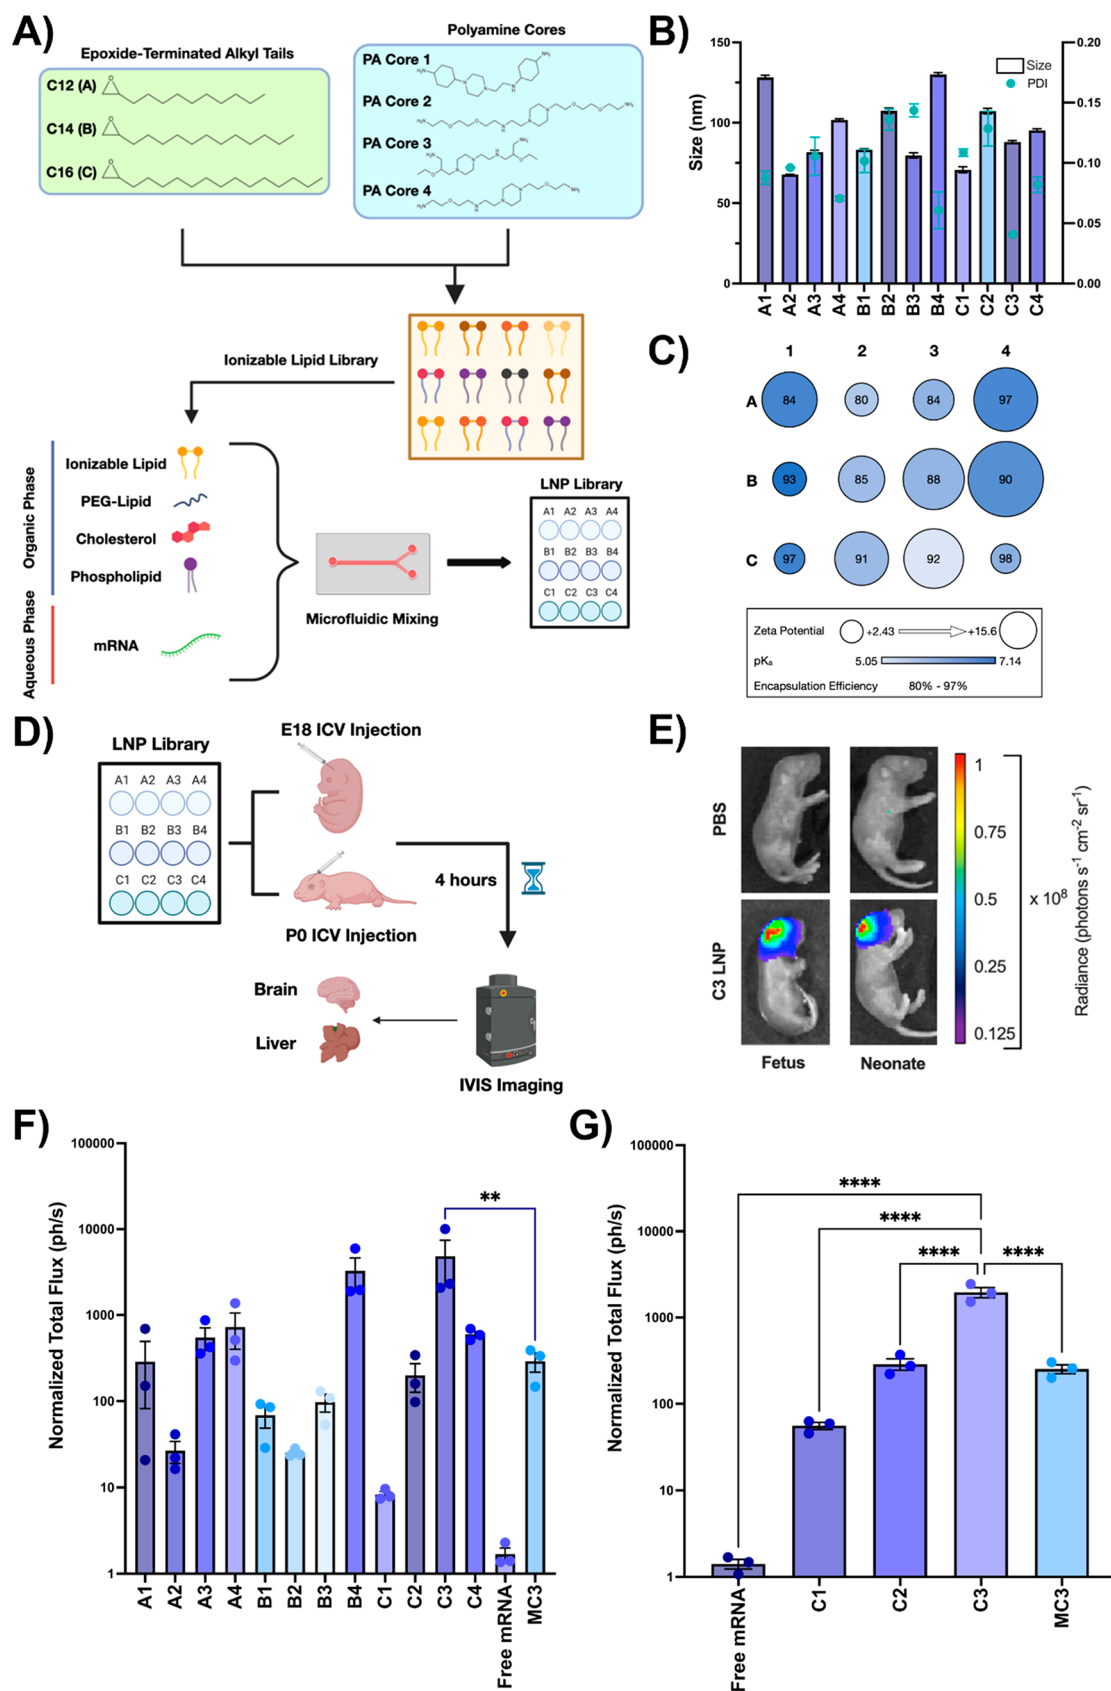 A)
Epoxide-Terminated Alkyl Tails
C12 (A)
C14 (B)
C16 (C)
Polyamine Cores
PA Core 1
PA Core 2
PA Core 3
PA Core 4
Ionizable Lipid Library
Organic Phase
Ionizable Lipid
PEG-Lipid
Cholesterol
Phospholipid
Aqueous Phase
mRNA
Microfluidic Mixing
LNP Library
A1 A2 A3 A4
B1 B2 B3 B4
C1 C2 C3 C4
B)
Size (nm)
150
100
50
0
Size
PDI
0.20
0.15
0.10
0.05
0.00
A1 A2 A3 A4 B1 B2 B3 B4 C1 C2 C3 C4
C)
1 2 3 4
A 84 80 84 97
B 93 85 88 90
C 97 91 92 98
Zeta Potential +2.43 +15.6
pKa 5.05 7.14
Encapsulation Efficiency 80% - 97%
D)
LNP Library
A1 A2 A3 A4
B1 B2 B3 B4
C1 C2 C3 C4
E18 ICV Injection
P0 ICV Injection
4 hours
Brain
Liver
IVIS Imaging
E)
PBS
C3 LNP
Fetus Neonate
1
0.75
0.5
0.25
0.125
x 10⁸
Radiance (photons s⁻¹ cm⁻² sr⁻¹)
F)
Normalized Total Flux (ph/s)
100000
10000
1000
100
10
1
**
A1 A2 A3 A4 B1 B2 B3 B4 C1 C2 C3 C4 Free mRNA MC3
G)
Normalized Total Flux (ph/s)
100000
10000
1000
100
10
1
****
****
**** ****
Free mRNA C1 C2 C3 MC3